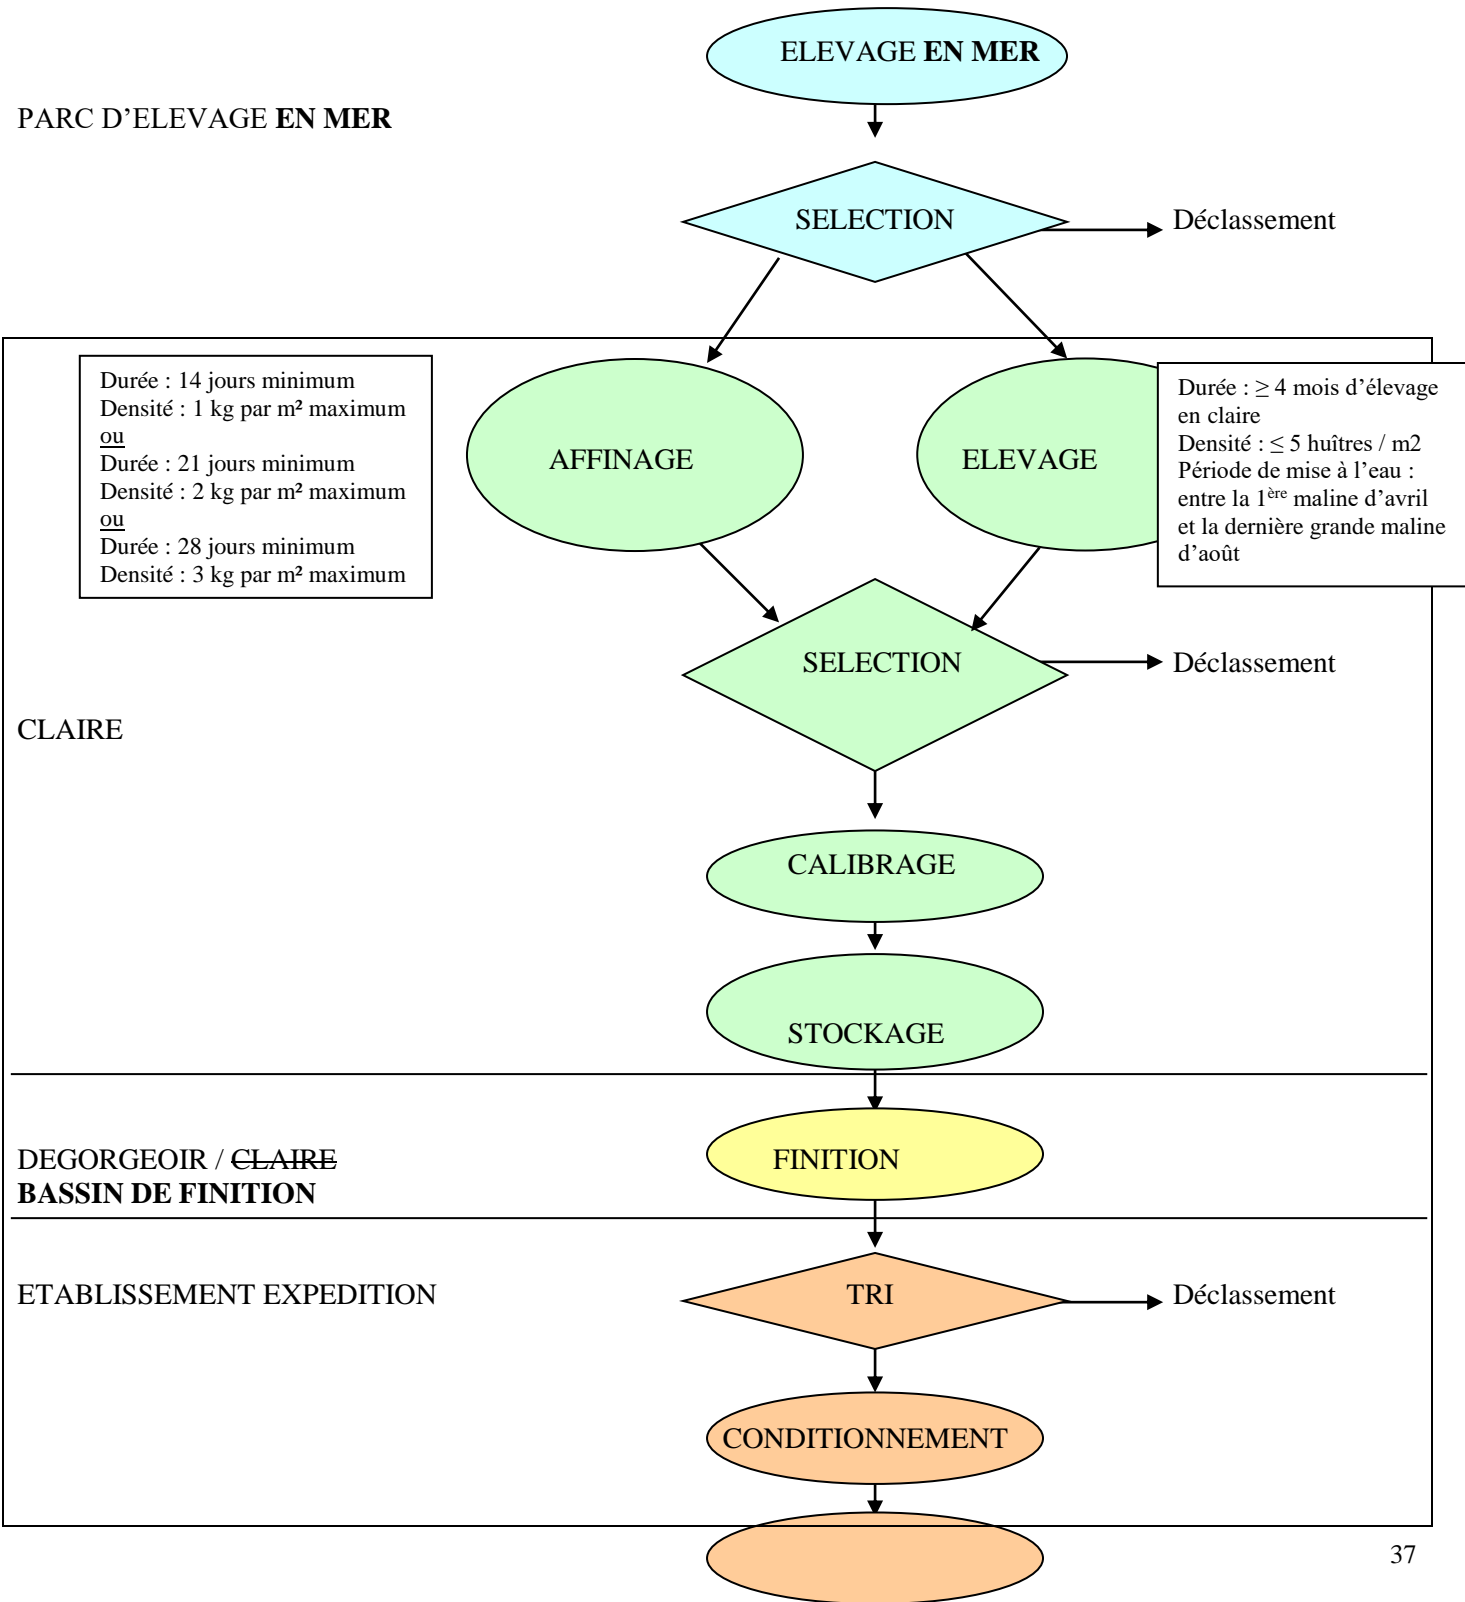 ELEVAGE EN MER
PARC D’ELEVAGE EN MER
SELECTION
Déclassement
Durée : 14 jours minimum
Densité : 1 kg par m² maximum
ou
Durée : 21 jours minimum
Densité : 2 kg par m² maximum
ou
Durée : 28 jours minimum
Densité : 3 kg par m² maximum
AFFINAGE
ELEVAGE
Durée : ≥ 4 mois d’élevage
en claire
Densité : ≤ 5 huîtres / m2
Période de mise à l’eau :
entre la 1ère maline d’avril
et la dernière grande maline
d’août
SELECTION
Déclassement
CLAIRE
CALIBRAGE
STOCKAGE
DEGORGEOIR / CLAIRE
BASSIN DE FINITION
FINITION
ETABLISSEMENT EXPEDITION
TRI
Déclassement
CONDITIONNEMENT
37